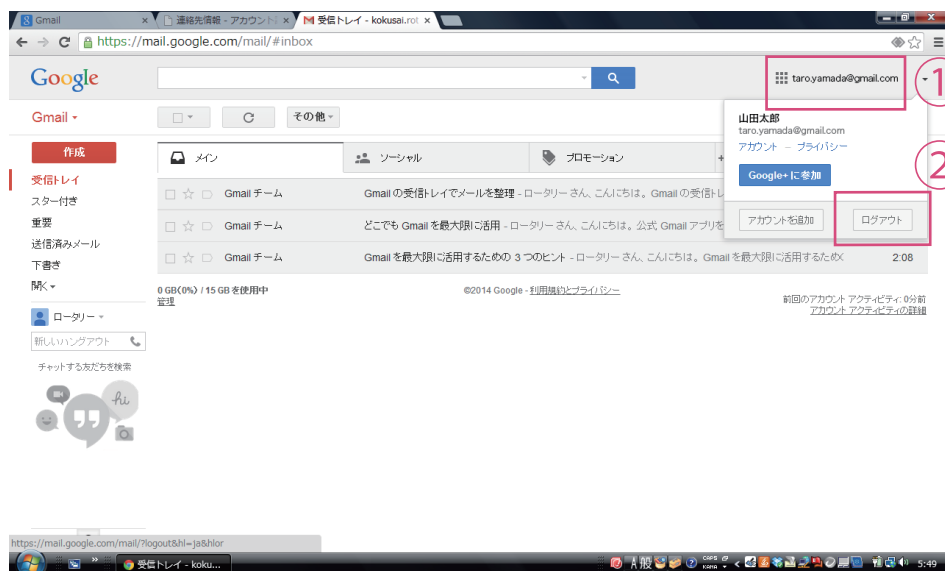 Gmail
連絡先情報 - アカウント
受信トレイ - kokusai.rot
https://mail.google.com/mail/#inbox
Google
taro.yamada@gmail.com
1
Gmail
C
その他
山田太郎
taro.yamada@gmail.com
アカウント － プライバシー
Google+ に参加
2
アカウントを追加
ログアウト
作成
受信トレイ
スター付き
重要
送信済みメール
下書き
開く
メイン
ソーシャル
プロモーション
+
Gmail チーム
Gmail の受信トレイでメールを整理 - ロータリー さん、こんにちは。Gmail の受信トレ
Gmail チーム
どこでも Gmail を最大限に活用 - ロータリー さん、こんにちは。公式 Gmail アプリを
Gmail チーム
Gmail を最大限に活用するための 3 つのヒント - ロータリー さん、こんにちは。Gmail を最大限に活用するため
2:08
0 GB(0%) / 15 GB を使用中
管理
©2014 Google - 利用規約とプライバシー
前回のアカウント アクティビティ: 0分前
アカウント アクティビティの詳細
ロータリー
新しいハングアウト
チャットする友だちを検索
hi
https://mail.google.com/mail/?logout&hl=ja&hlor
受信トレイ - koku...
A 般
CAPS
KANA
5:49